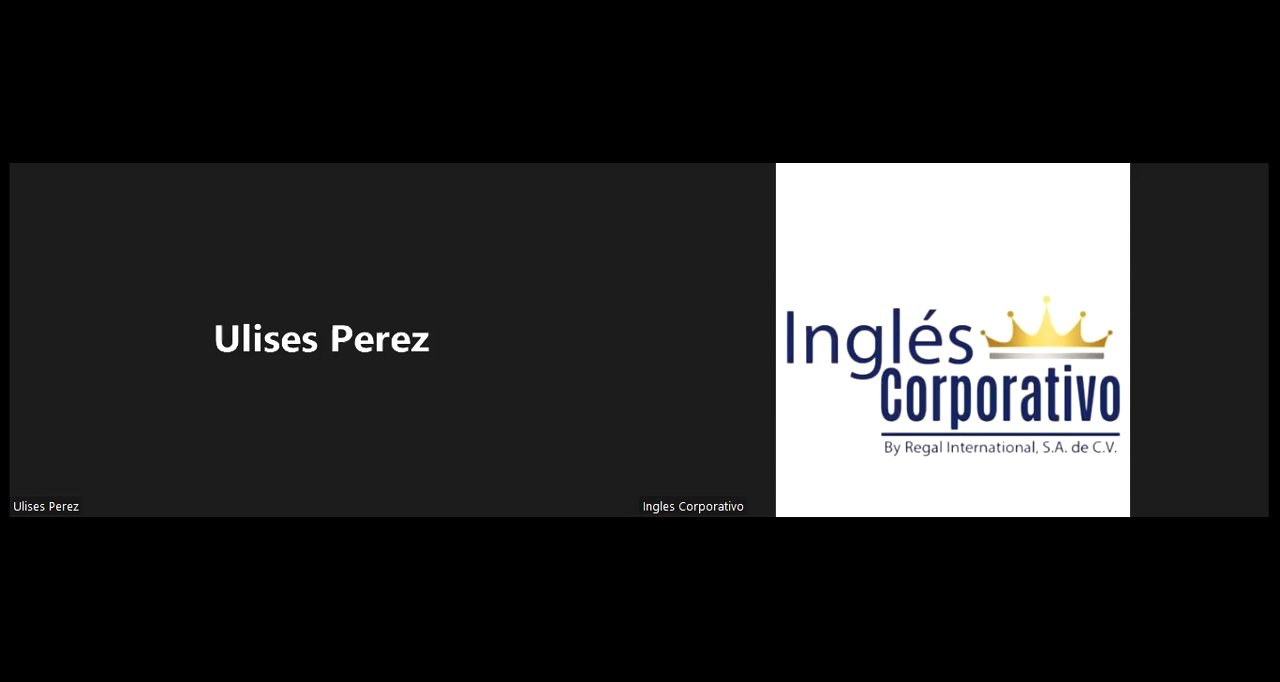 Ulises Perez
Inglés
Corporativo
By Regal International, S.A. de C.V.
Ulises Perez
Ingles Corporativo